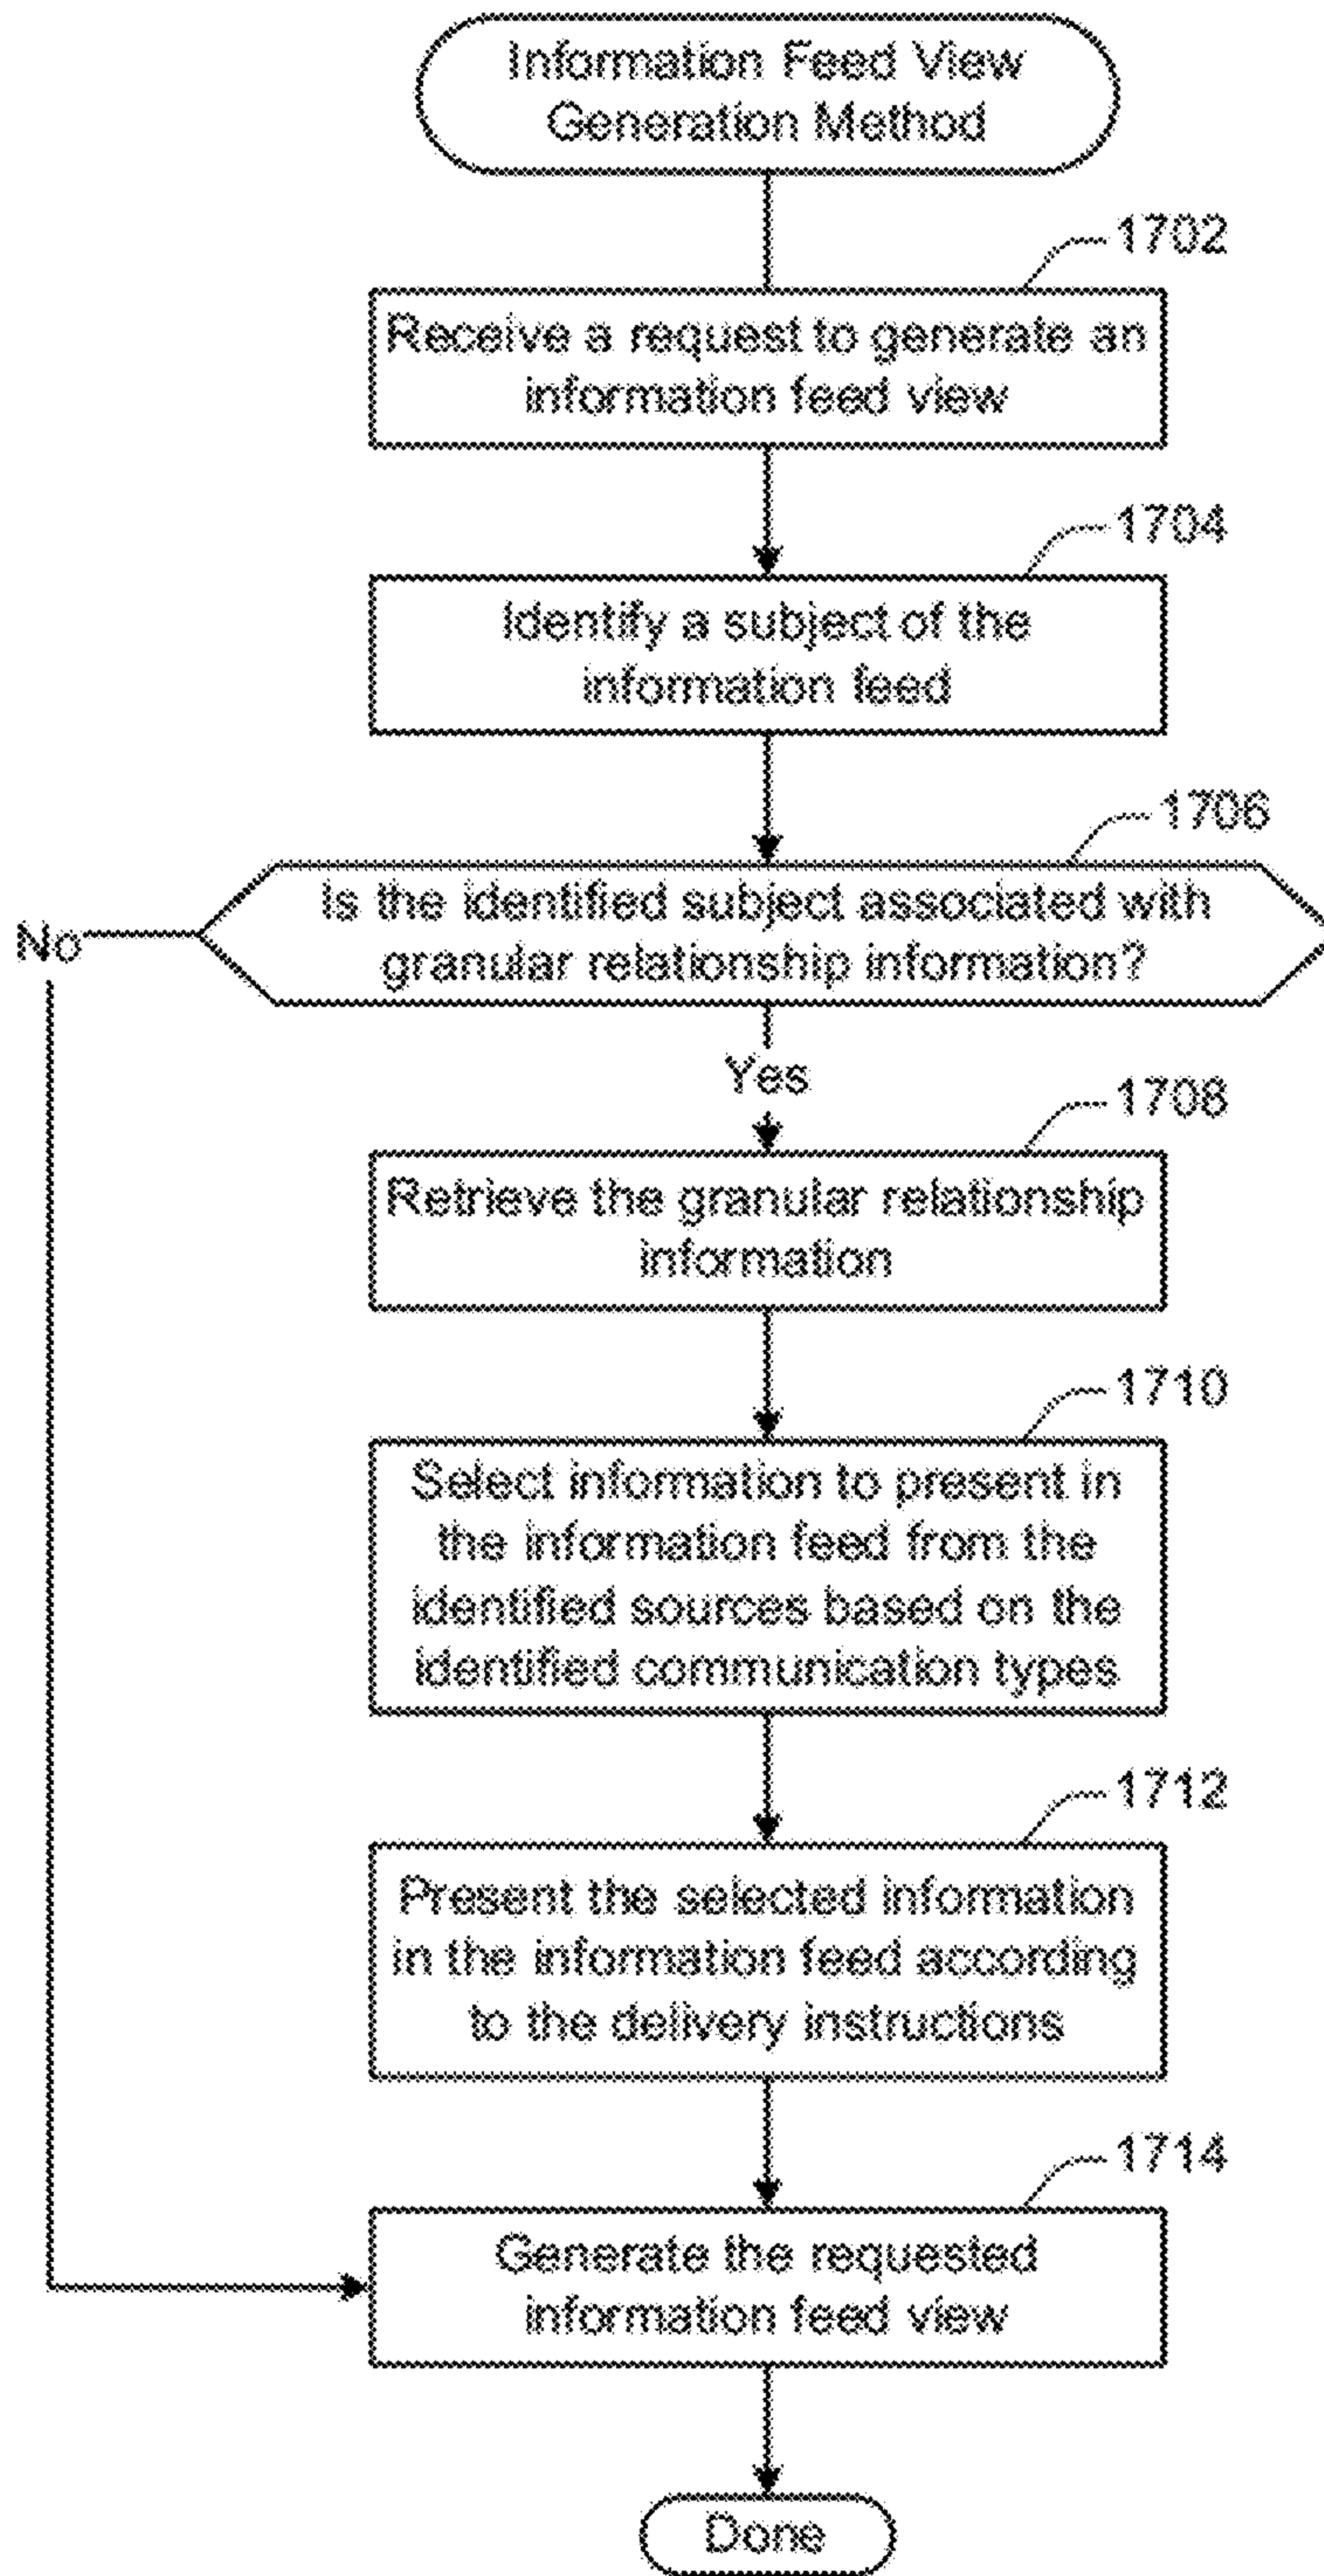 Information Feed View
Generation Method
1702
Receive a request to generate an
information feed view
1704
Identify a subject of the
information feed
1706
Is the identified subject associated with
granular relationship information?
No
Yes
1708
Retrieve the granular relationship
information
1710
Select information to present in
the information feed from the
identified sources based on the
identified communication types
1712
Present the selected information
in the information feed according
to the delivery instructions
1714
Generate the requested
information feed view
Done